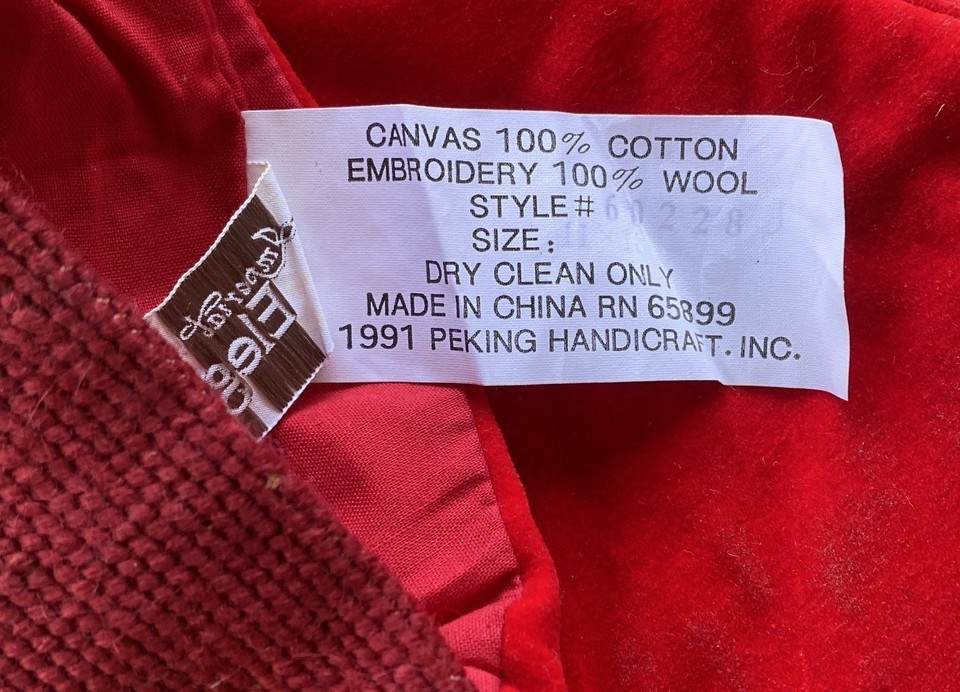 CANVAS 100% COTTON
EMBROIDERY 100% WOOL
STYLE# 60228
SIZE:
DRY CLEAN ONLY
MADE IN CHINA RN 65899
1991 PEKING HANDICRAFT. INC.